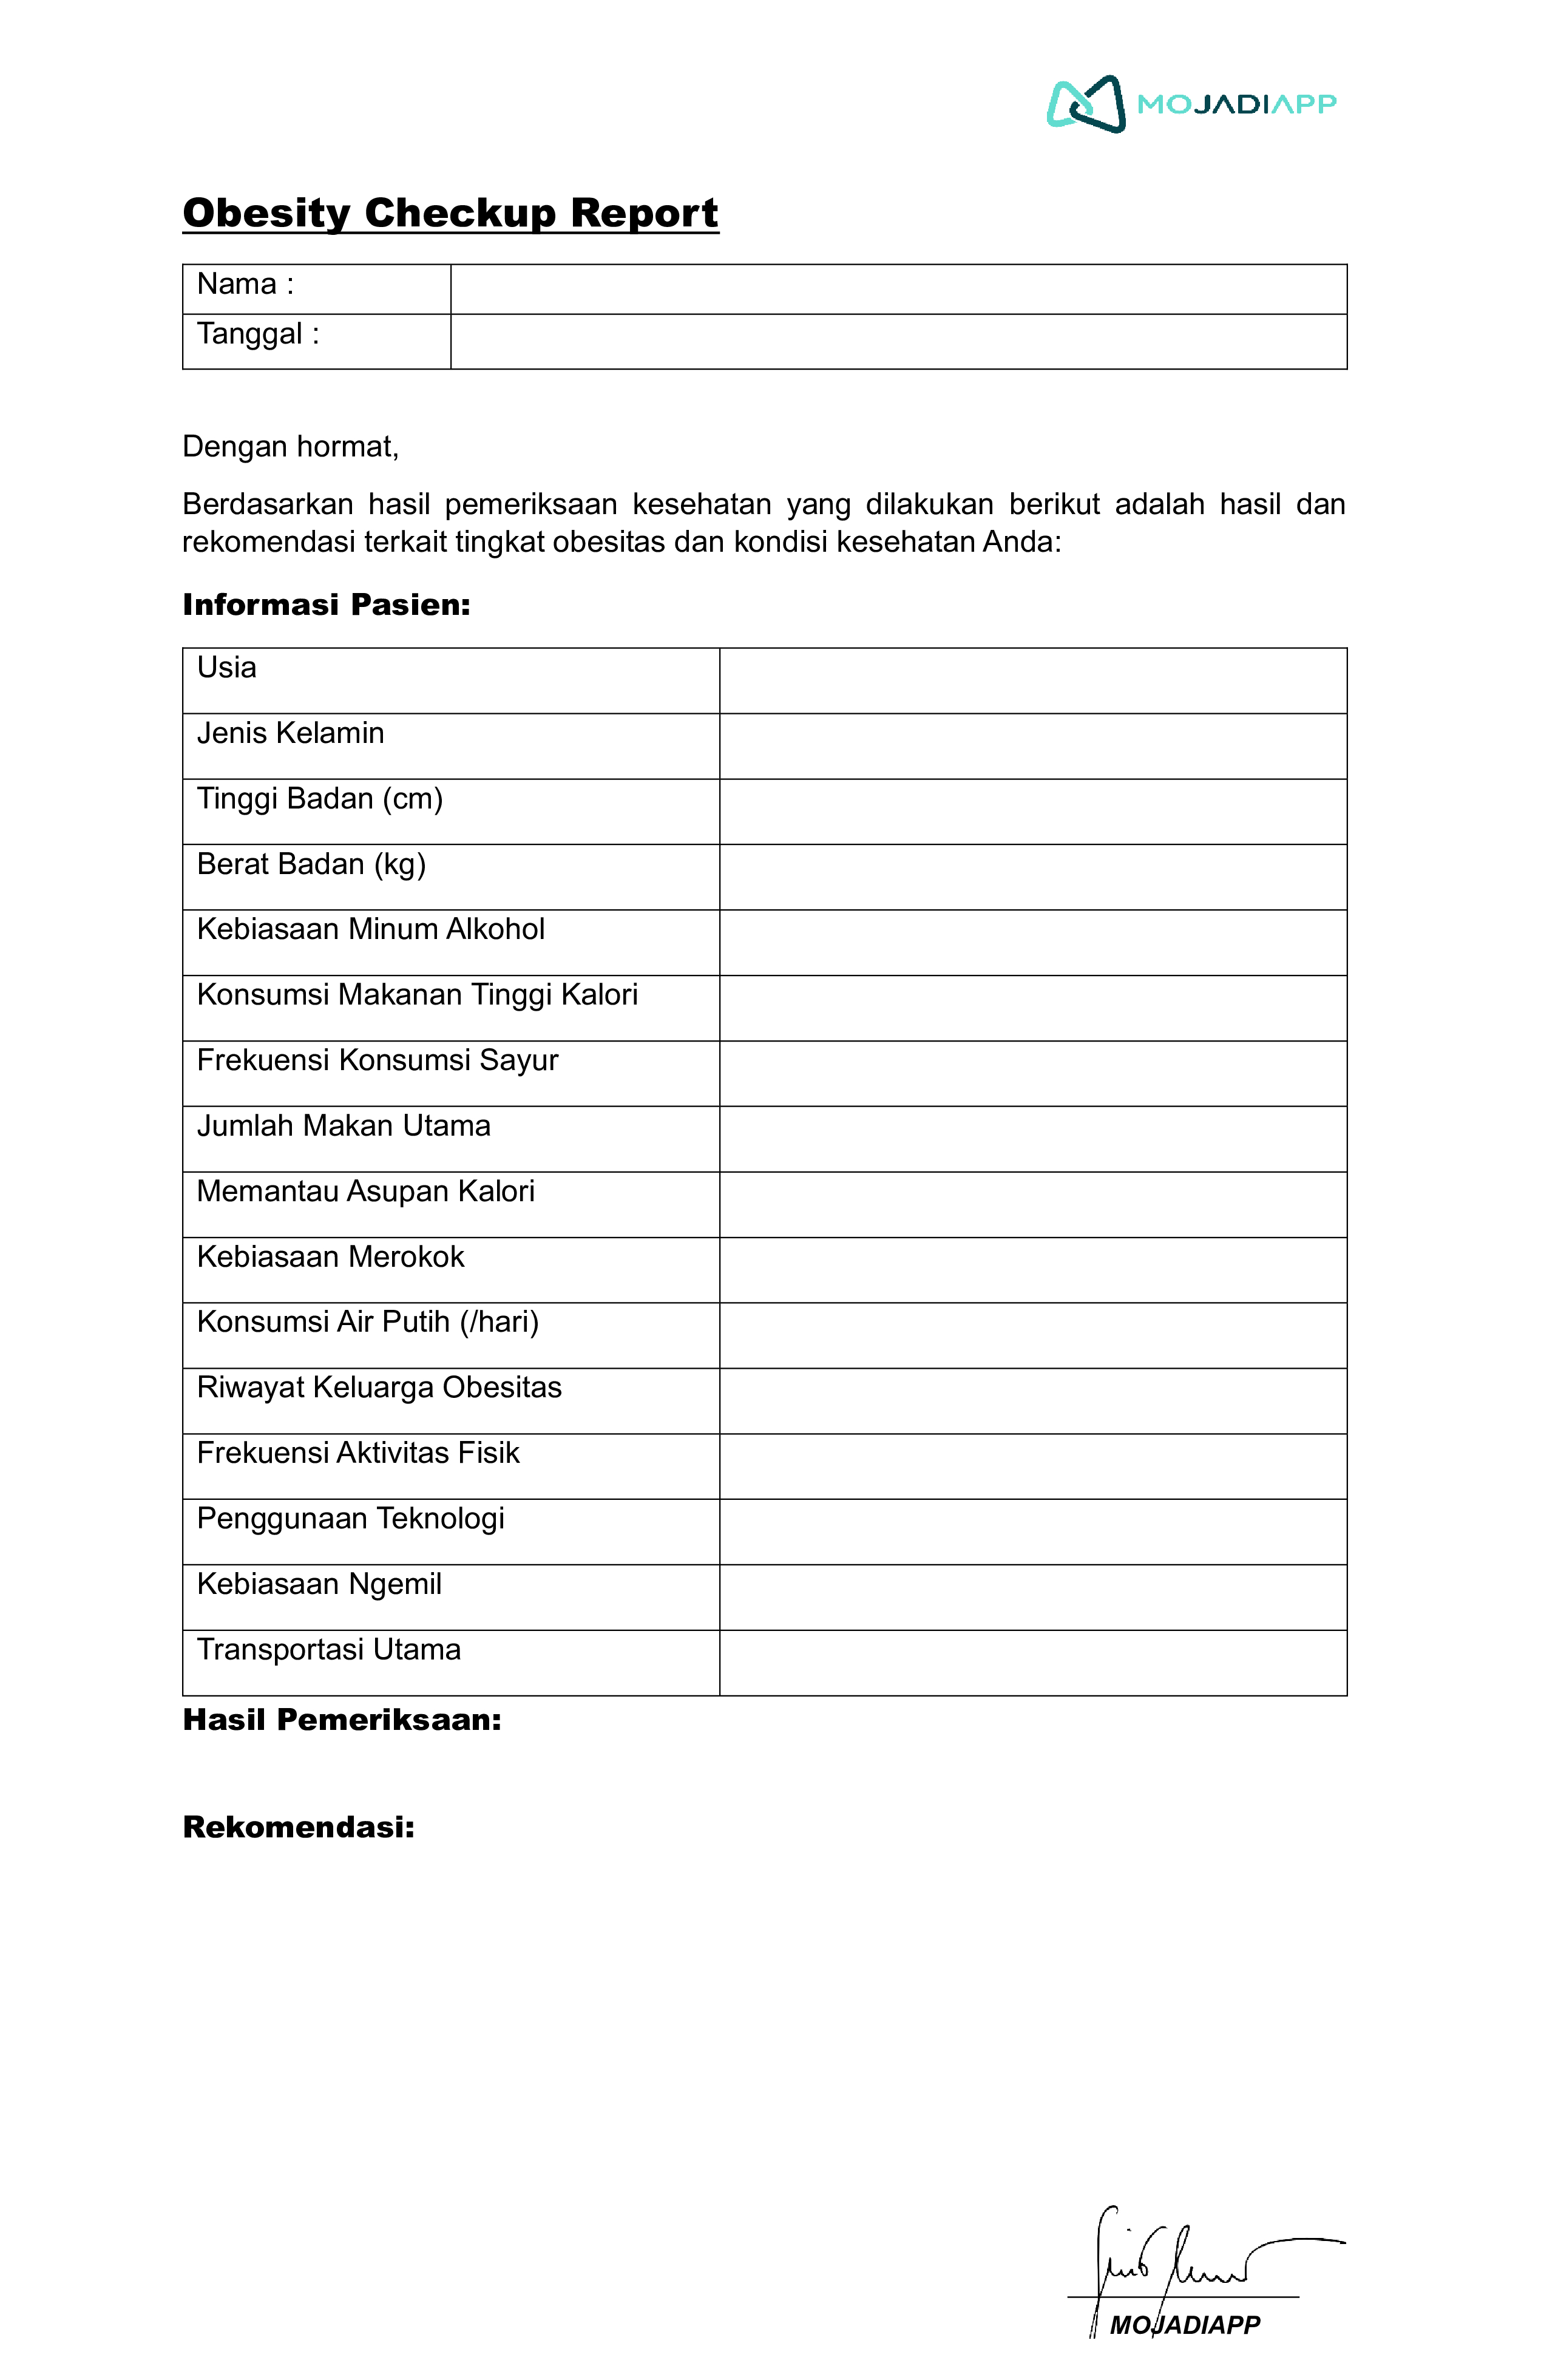 MOJADIAPP
Obesity Checkup Report
Nama :
Tanggal :
Dengan hormat,
Berdasarkan hasil pemeriksaan kesehatan yang dilakukan berikut adalah hasil dan
rekomendasi terkait tingkat obesitas dan kondisi kesehatan Anda:
Informasi Pasien:
Usia
Jenis Kelamin
Tinggi Badan (cm)
Berat Badan (kg)
Kebiasaan Minum Alkohol
Konsumsi Makanan Tinggi Kalori
Frekuensi Konsumsi Sayur
Jumlah Makan Utama
Memantau Asupan Kalori
Kebiasaan Merokok
Konsumsi Air Putih (/hari)
Riwayat Keluarga Obesitas
Frekuensi Aktivitas Fisik
Penggunaan Teknologi
Kebiasaan Ngemil
Transportasi Utama
Hasil Pemeriksaan:
Rekomendasi:
MOJADIAPP